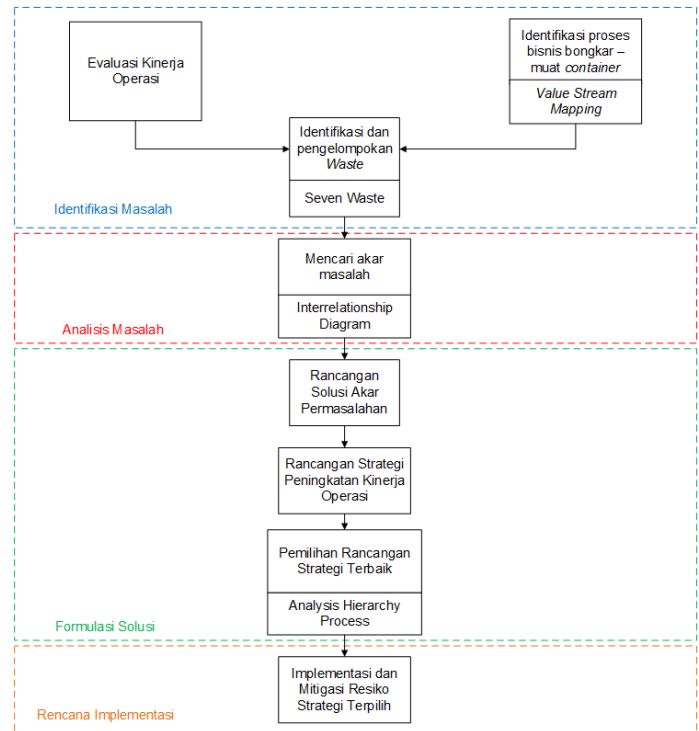 Evaluasi Kinerja
Operasi
Identifikasi proses
bisnis bongkar –
muat container
Value Stream
Mapping
Identifikasi dan
pengelompokan
Waste
Seven Waste
Identifikasi Masalah
Mencari akar
masalah
Interrelationship
Diagram
Analisis Masalah
Rancangan
Solusi Akar
Permasalahan
Rancangan Strategi
Peningkatan Kinerja
Operasi
Pemilihan Rancangan
Strategi Terbaik
Analysis Hierarchy
Process
Formulasi Solusi
Implementasi dan
Mitigasi Resiko
Strategi Terpilih
Rencana Implementasi